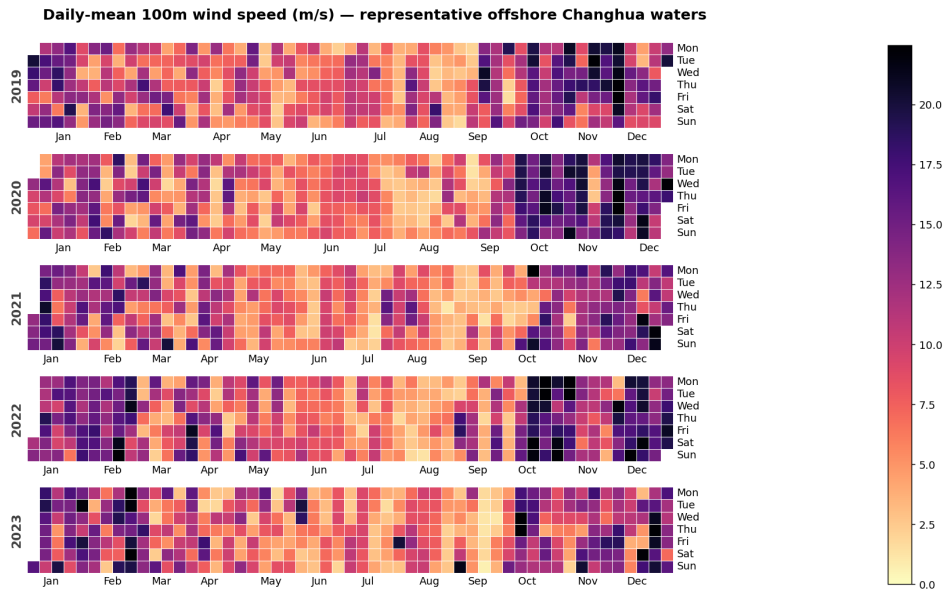 Daily-mean 100m wind speed (m/s) — representative offshore Changhua waters
2019
Mon
Tue
Wed
Thu
Fri
Sat
Sun
Jan Feb Mar Apr May Jun Jul Aug Sep Oct Nov Dec
2020
Mon
Tue
Wed
Thu
Fri
Sat
Sun
Jan Feb Mar Apr May Jun Jul Aug Sep Oct Nov Dec
2021
Mon
Tue
Wed
Thu
Fri
Sat
Sun
Jan Feb Mar Apr May Jun Jul Aug Sep Oct Nov Dec
2022
Mon
Tue
Wed
Thu
Fri
Sat
Sun
Jan Feb Mar Apr May Jun Jul Aug Sep Oct Nov Dec
2023
Mon
Tue
Wed
Thu
Fri
Sat
Sun
Jan Feb Mar Apr May Jun Jul Aug Sep Oct Nov Dec
20.0
17.5
15.0
12.5
10.0
7.5
5.0
2.5
0.0